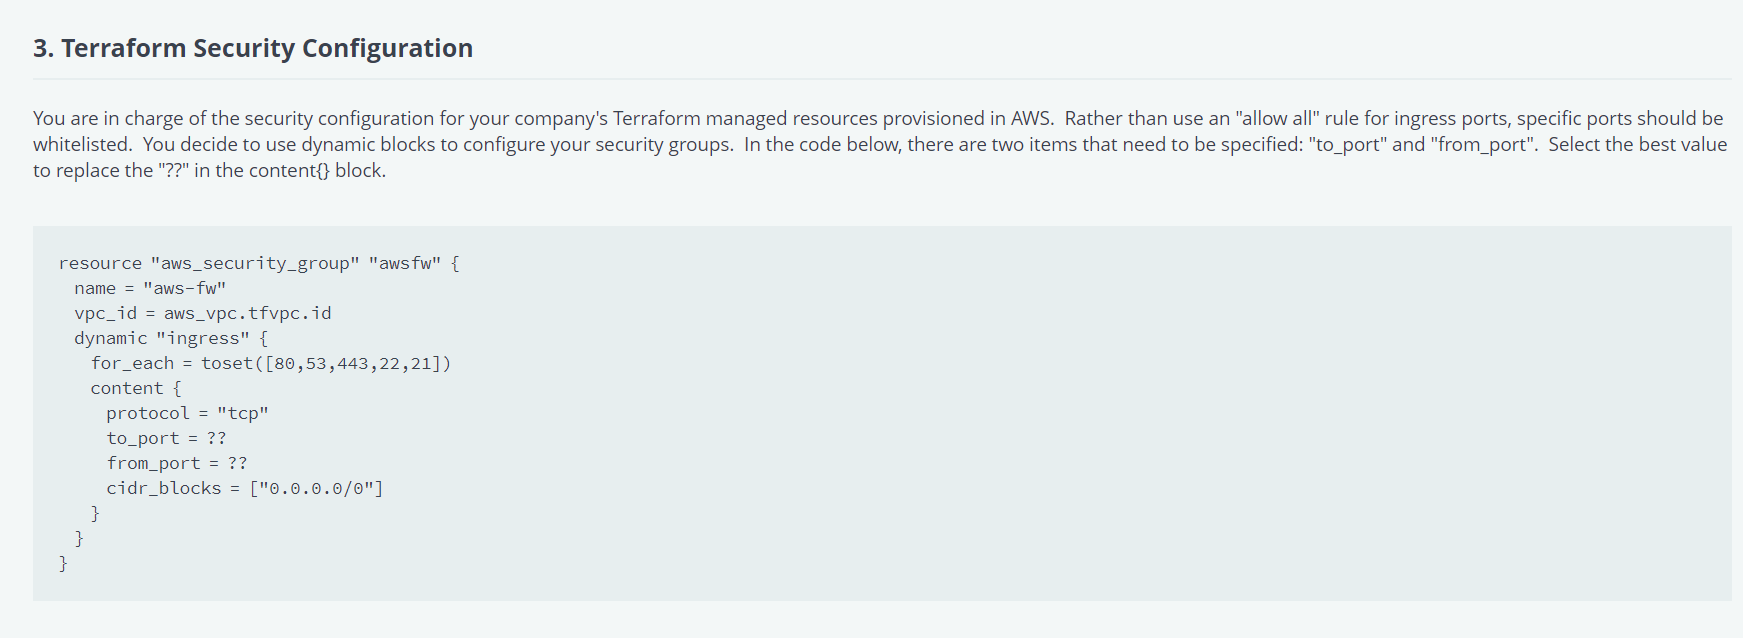 3. Terraform Security Configuration
You are in charge of the security configuration for your company's Terraform managed resources provisioned in AWS.  Rather than use an "allow all" rule for ingress ports, specific ports should be
whitelisted.  You decide to use dynamic blocks to configure your security groups.  In the code below, there are two items that need to be specified: "to_port" and "from_port".  Select the best value
to replace the "??" in the content{} block.
resource "aws_security_group" "awsfw" {
  name = "aws-fw"
  vpc_id = aws_vpc.tfvpc.id
  dynamic "ingress" {
    for_each = toset([80,53,443,22,21])
    content {
      protocol = "tcp"
      to_port = ??
      from_port = ??
      cidr_blocks = ["0.0.0.0/0"]
    }
  }
}